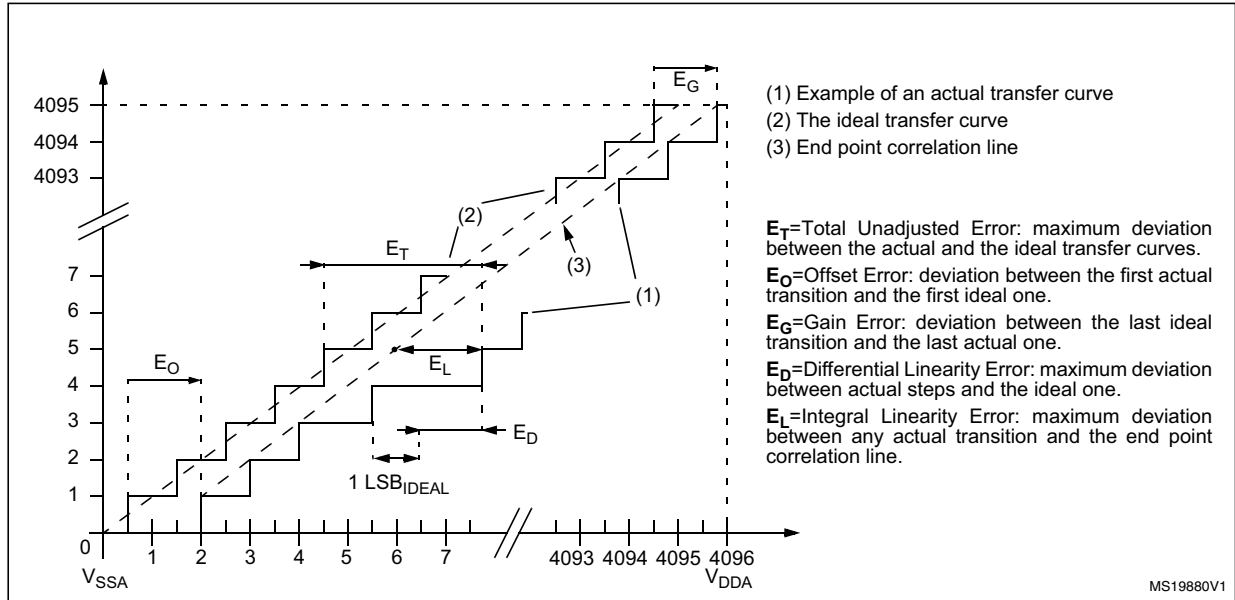 E_G
4095
4094
4093
(1) Example of an actual transfer curve
(2) The ideal transfer curve
(3) End point correlation line
(2)
E_T
(3)
(1)
7
6
5
4
3
2
1
0
E_O
E_L
E_D
1 LSB_IDEAL
1 2 3 4 5 6 7 4093 4094 4095 4096
V_SSA V_DDA
E_T=Total Unadjusted Error: maximum deviation
between the actual and the ideal transfer curves.
E_O=Offset Error: deviation between the first actual
transition and the first ideal one.
E_G=Gain Error: deviation between the last ideal
transition and the last actual one.
E_D=Differential Linearity Error: maximum deviation
between actual steps and the ideal one.
E_L=Integral Linearity Error: maximum deviation
between any actual transition and the end point
correlation line.
MS19880V1